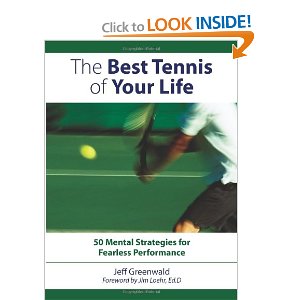 Click to
LOOK INSIDE!
The Best Tennis
of Your Life
50 Mental Strategies for
Fearless Performance
Jeff Greenwald
Foreword by Jim Loehr, Ed.D